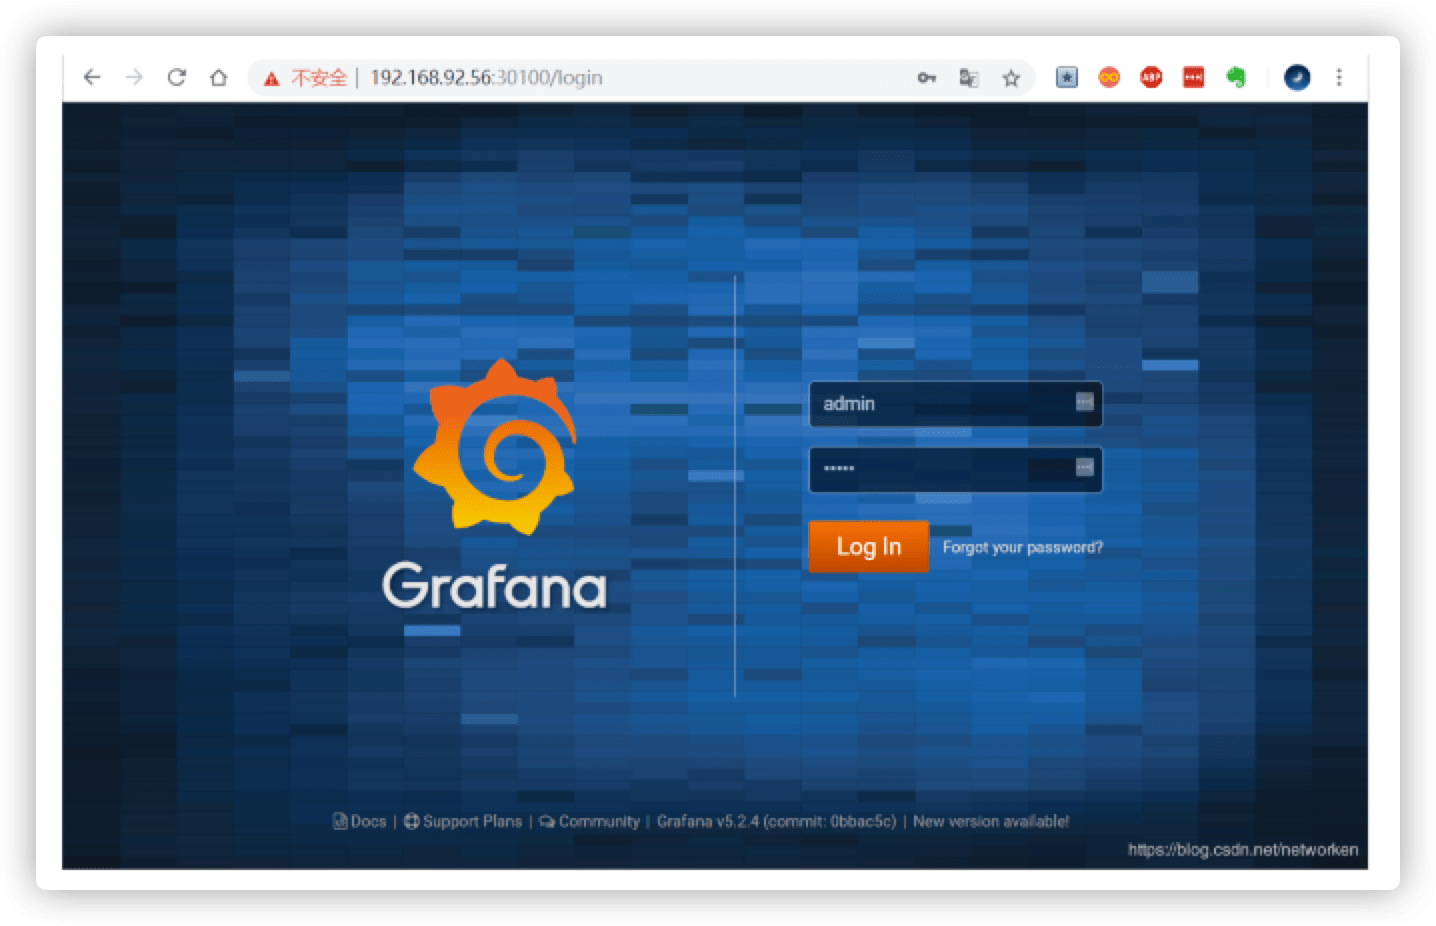 不安全 | 192.168.92.56:30100/login
admin
•••••
Log In Forgot your password?
Grafana
Docs | Support Plans | Community | Grafana v5.2.4 (commit: 0bbac5c) | New version available!
https://blog.csdn.net/networken